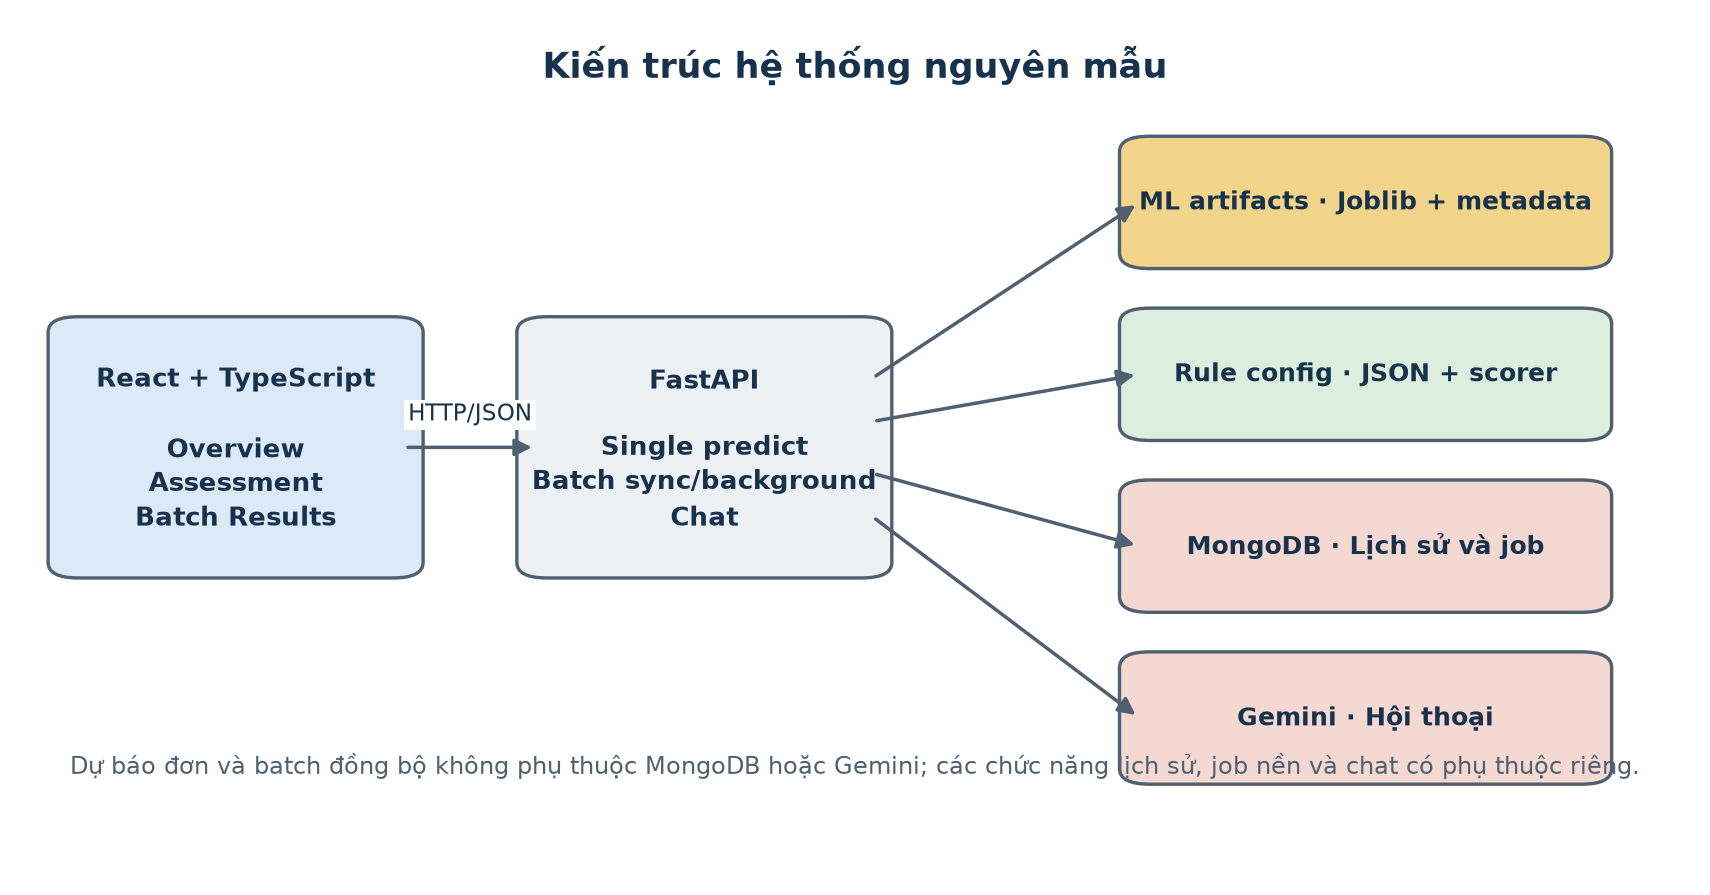 Kiến trúc hệ thống nguyên mẫu
React + TypeScript
Overview
Assessment
Batch Results
HTTP/JSON
FastAPI
Single predict
Batch sync/background
Chat
ML artifacts · Joblib + metadata
Rule config · JSON + scorer
MongoDB · Lịch sử và job
Gemini · Hội thoại
Dự báo đơn và batch đồng bộ không phụ thuộc MongoDB hoặc Gemini; các chức năng lịch sử, job nền và chat có phụ thuộc riêng.